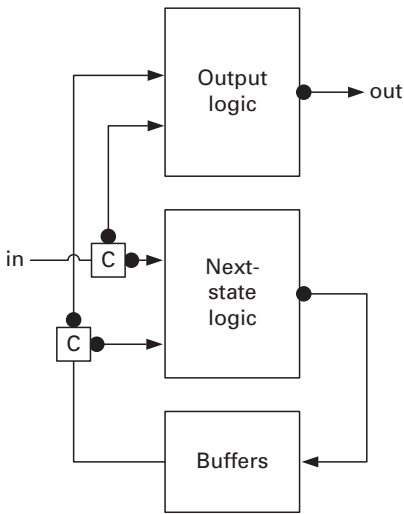 Output
logic
out
in
C
Next-
state
logic
C
Buffers